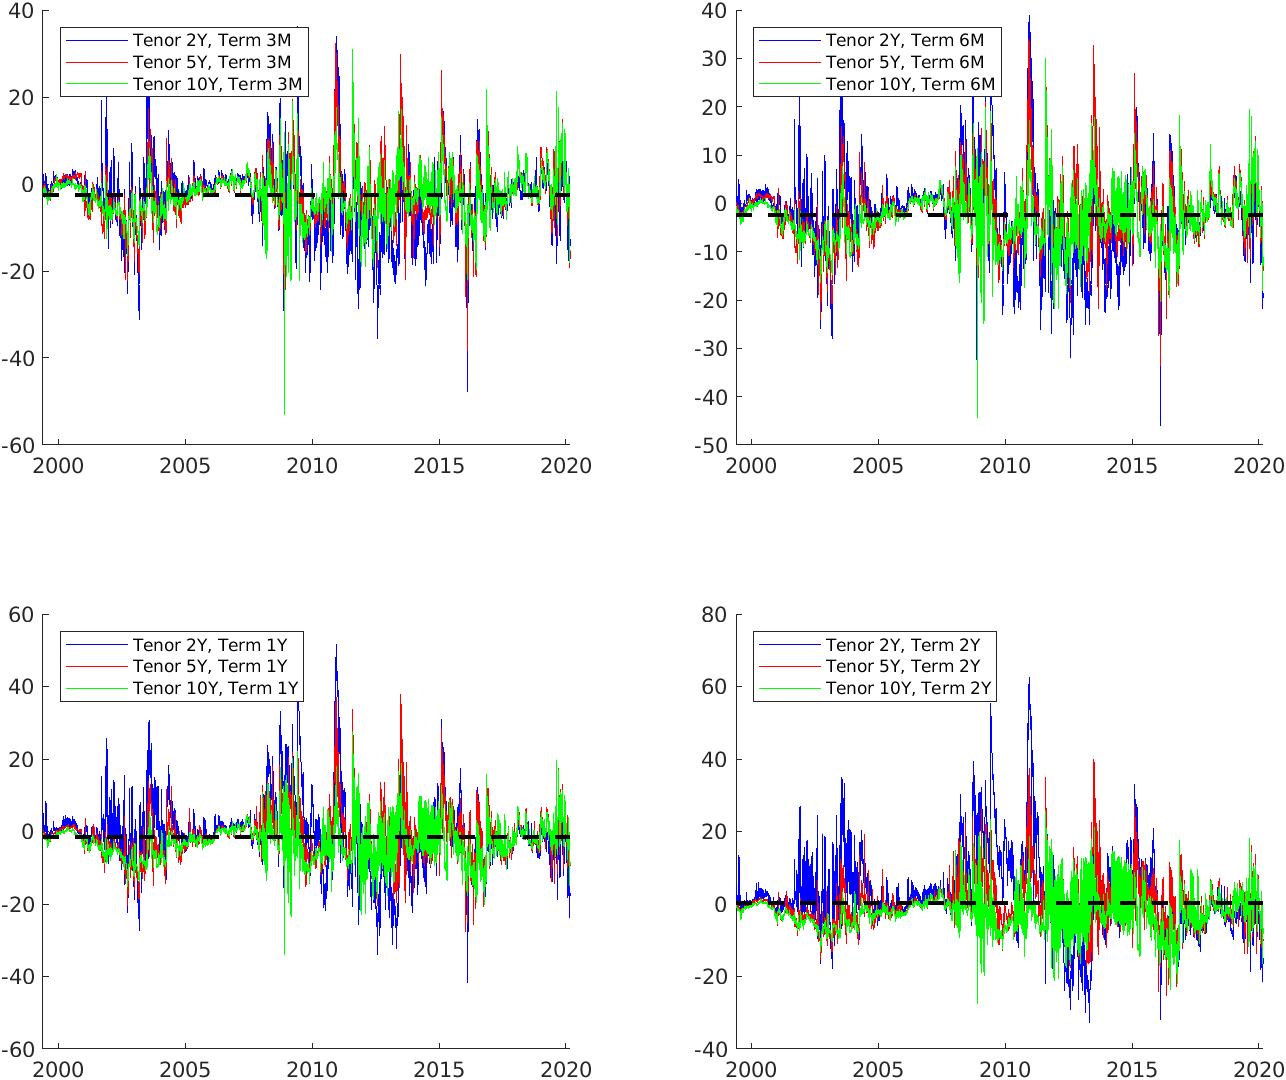 40
20
0
-20
-40
-60
2000 2005 2010 2015 2020
Tenor 2Y, Term 3M
Tenor 5Y, Term 3M
Tenor 10Y, Term 3M
40
30
20
10
0
-10
-20
-30
-40
-50
2000 2005 2010 2015 2020
Tenor 2Y, Term 6M
Tenor 5Y, Term 6M
Tenor 10Y, Term 6M
60
40
20
0
-20
-40
-60
2000 2005 2010 2015 2020
Tenor 2Y, Term 1Y
Tenor 5Y, Term 1Y
Tenor 10Y, Term 1Y
80
60
40
20
0
-20
-40
2000 2005 2010 2015 2020
Tenor 2Y, Term 2Y
Tenor 5Y, Term 2Y
Tenor 10Y, Term 2Y